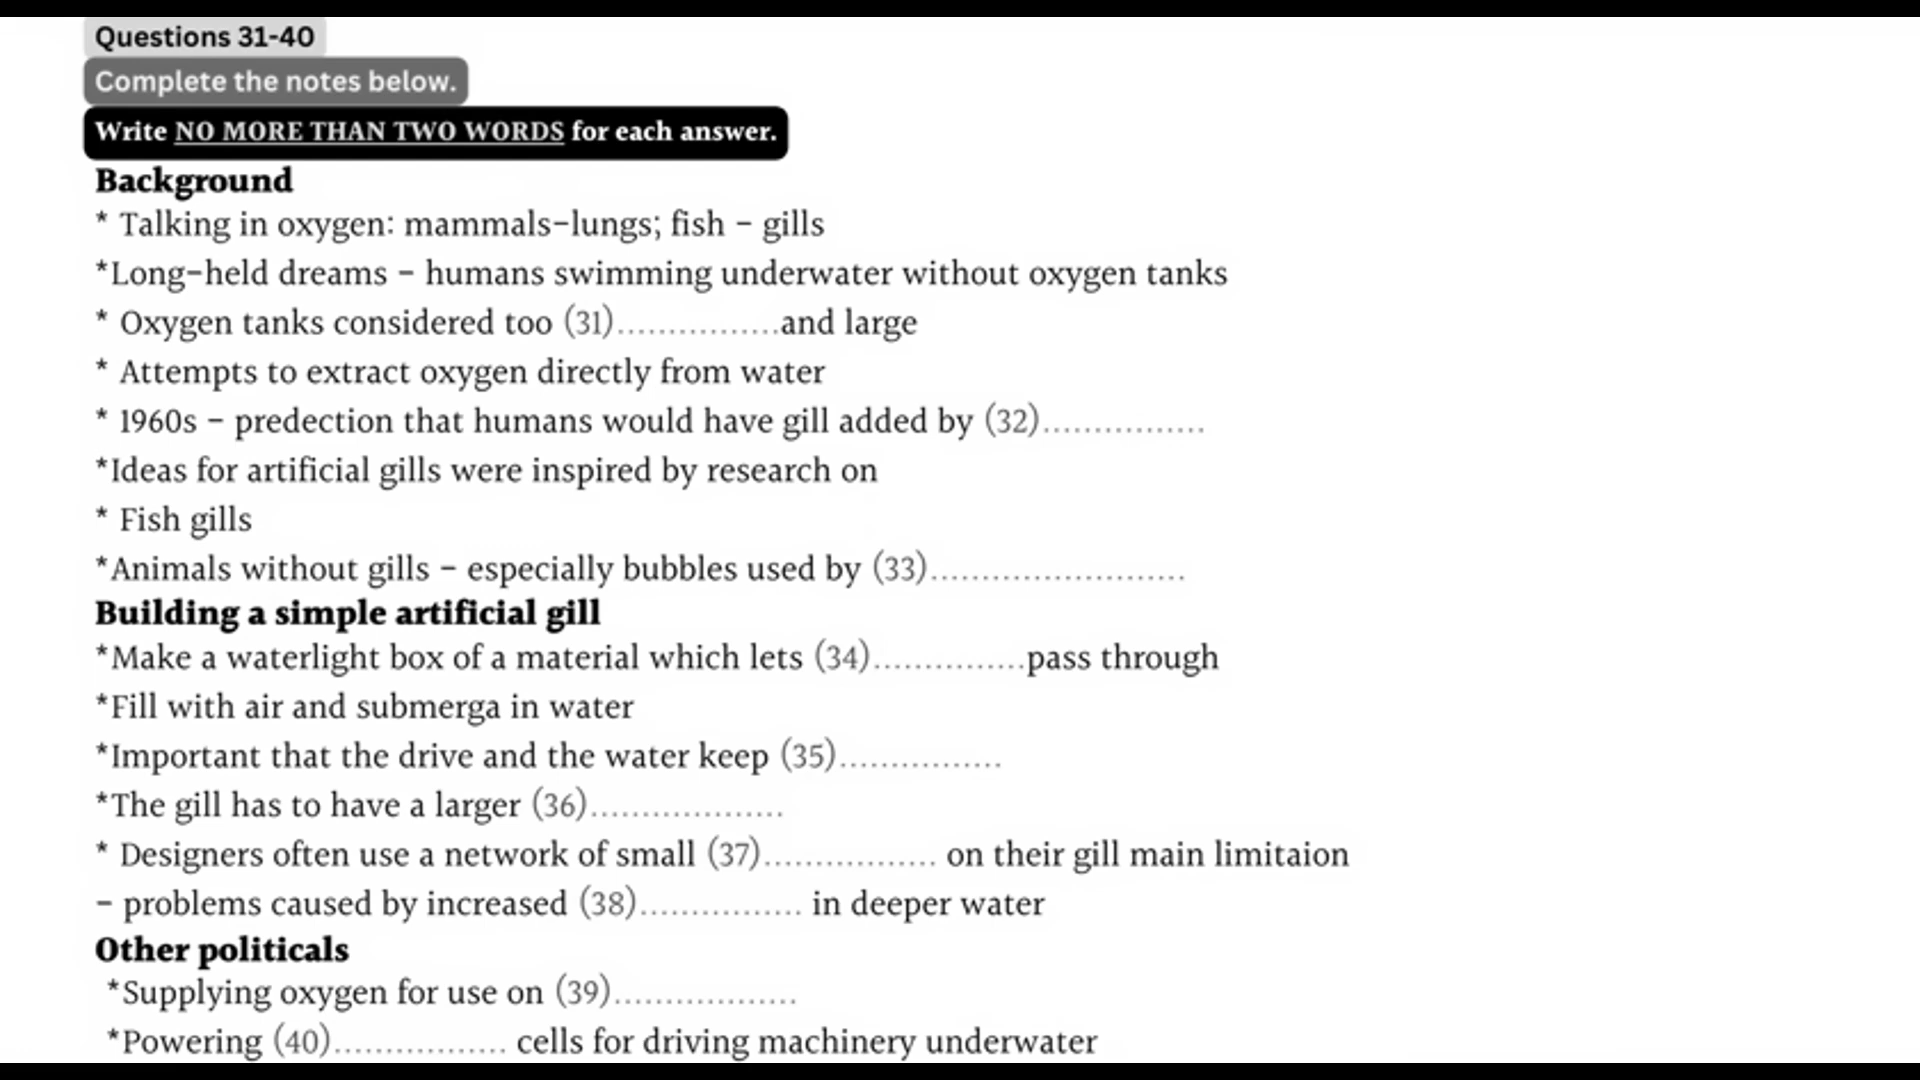 Questions 31-40
Complete the notes below.
Write NO MORE THAN TWO WORDS for each answer.
Background
* Talking in oxygen: mammals-lungs; fish - gills
*Long-held dreams - humans swimming underwater without oxygen tanks
* Oxygen tanks considered too (31)................and large
* Attempts to extract oxygen directly from water
* 1960s - predection that humans would have gill added by (32)................
*Ideas for artificial gills were inspired by research on
* Fish gills
*Animals without gills - especially bubbles used by (33).........................
Building a simple artificial gill
*Make a waterlight box of a material which lets (34)...............pass through
*Fill with air and submerga in water
*Important that the drive and the water keep (35)................
*The gill has to have a larger (36)...................
* Designers often use a network of small (37)................. on their gill main limitaion
- problems caused by increased (38)................ in deeper water
Other politicals
*Supplying oxygen for use on (39)..................
*Powering (40)................. cells for driving machinery underwater